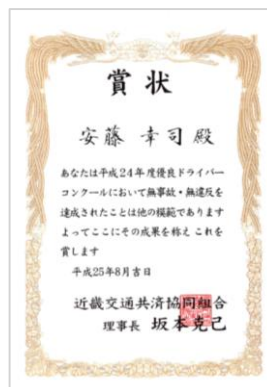 賞状
安藤 幸司 殿
あなたは平成24年度優良ドライバー
コンクールにおいて無事故・無違反を
達成されたことは他の模範であります
よってここにその成果を称え これを
賞します
平成25年8月吉日
近畿交通共済協同組合
理事長 坂本克己